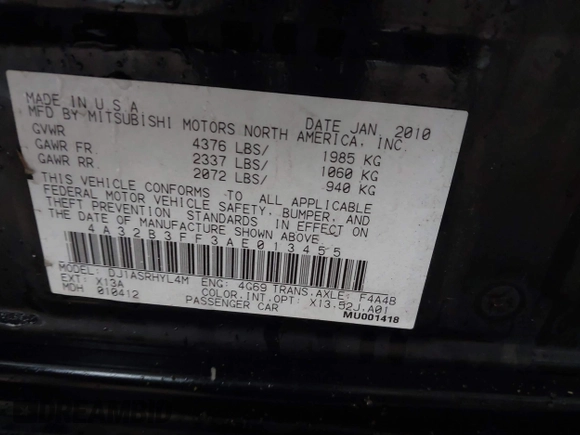 MADE IN U.S.A. DATE JAN. 2010
MFD BY MITSUBISHI MOTORS NORTH AMERICA, INC.
GVWR 4376 LBS/ 1985 KG
GAWR FR. 2337 LBS/ 1060 KG
GAWR RR. 2072 LBS/ 940 KG
THIS VEHICLE CONFORMS TO ALL APPLICABLE
FEDERAL MOTOR VEHICLE SAFETY, BUMPER, AND
THEFT PREVENTION STANDARDS IN EFFECT ON
THE DATE OF MANUFACTURE SHOWN ABOVE.
4A32B3FF3AE013455
MODEL: DJ1ASRHYL4M ENG: 4G69 TRANS.AXLE: F4A4B
EXT: X13A COLOR.INT.OPT: X13.52J.A01
MDH 010412 PASSENGER CAR
MU001418